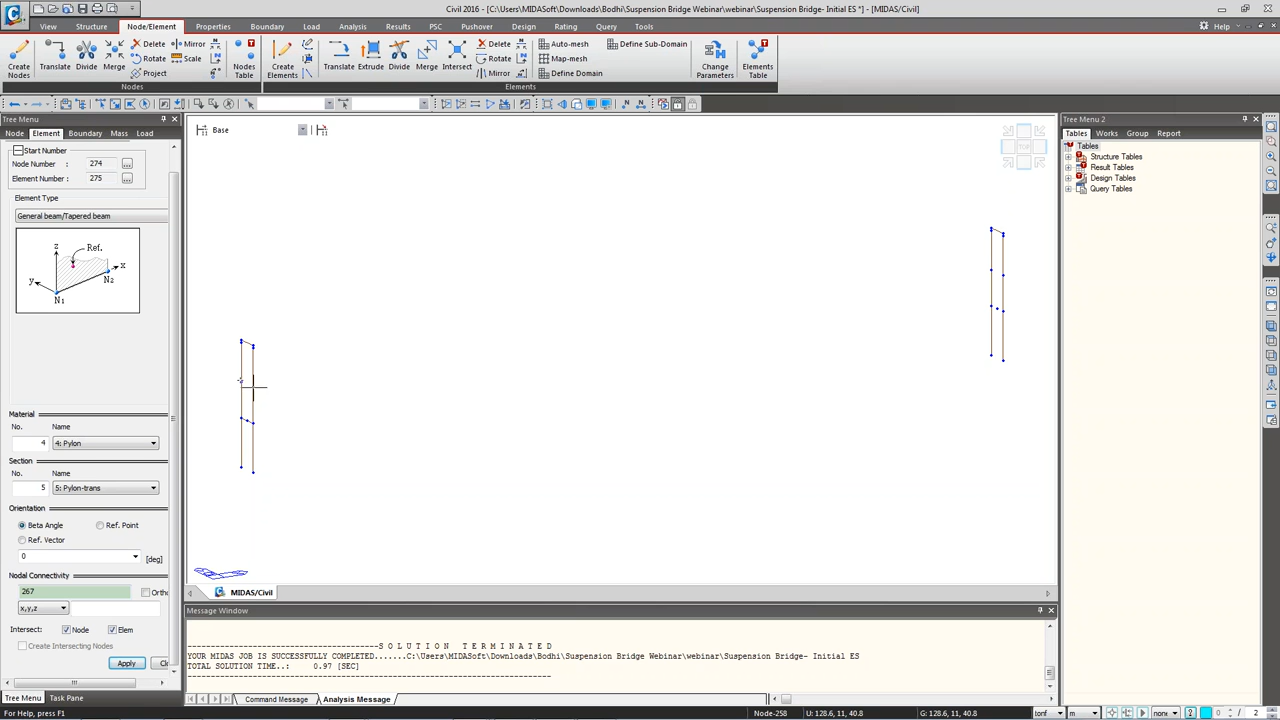 Civil 2016 - [C:\Users\MIDASoft\Downloads\Bodhi\Suspension Bridge Webinar\webinar\Suspension Bridge- Initial ES *] - [MIDAS/Civil]
View Structure Node/Element Properties Boundary Load Analysis Results PSC Pushover Design Rating Query Tools Help
Create Nodes Translate Divide Merge Delete Rotate Project Mirror Scale Nodes Table
Create Elements Translate Extrude Divide Merge Intersect Delete Rotate Mirror Auto-mesh Map-mesh Define Domain Define Sub-Domain Change Parameters Elements Table
Nodes Elements
Tree Menu
Node Element Boundary Mass Load
Start Number
Node Number : 274
Element Number : 275
Element Type
General beam/Tapered beam
z Ref. x y N1 N2
Material
No. Name
4 4: Pylon
Section
No. Name
5 5: Pylon-trans
Orientation
Beta Angle Ref. Point
Ref. Vector
0 [deg]
Nodal Connectivity
267 Ortho
x,y,z
Intersect: Node Elem
Create Intersecting Nodes
Apply Cl
Tree Menu Task Pane
Base
TOP
MIDAS/Civil
Tree Menu 2
Tables Works Group Report
Tables
Structure Tables
Result Tables
Design Tables
Query Tables
Message Window
SOLUTION TERMINATED
YOUR MIDAS JOB IS SUCCESSFULLY COMPLETED......C:\Users\MIDASoft\Downloads\Bodhi\Suspension Bridge Webinar\webinar\Suspension Bridge- Initial ES
TOTAL SOLUTION TIME..: 0.97 [SEC]
Command Message Analysis Message
For Help, press F1 Node-258 U: 128.6, 11, 40.8 G: 128.6, 11, 40.8 tonf m none 0 / 2